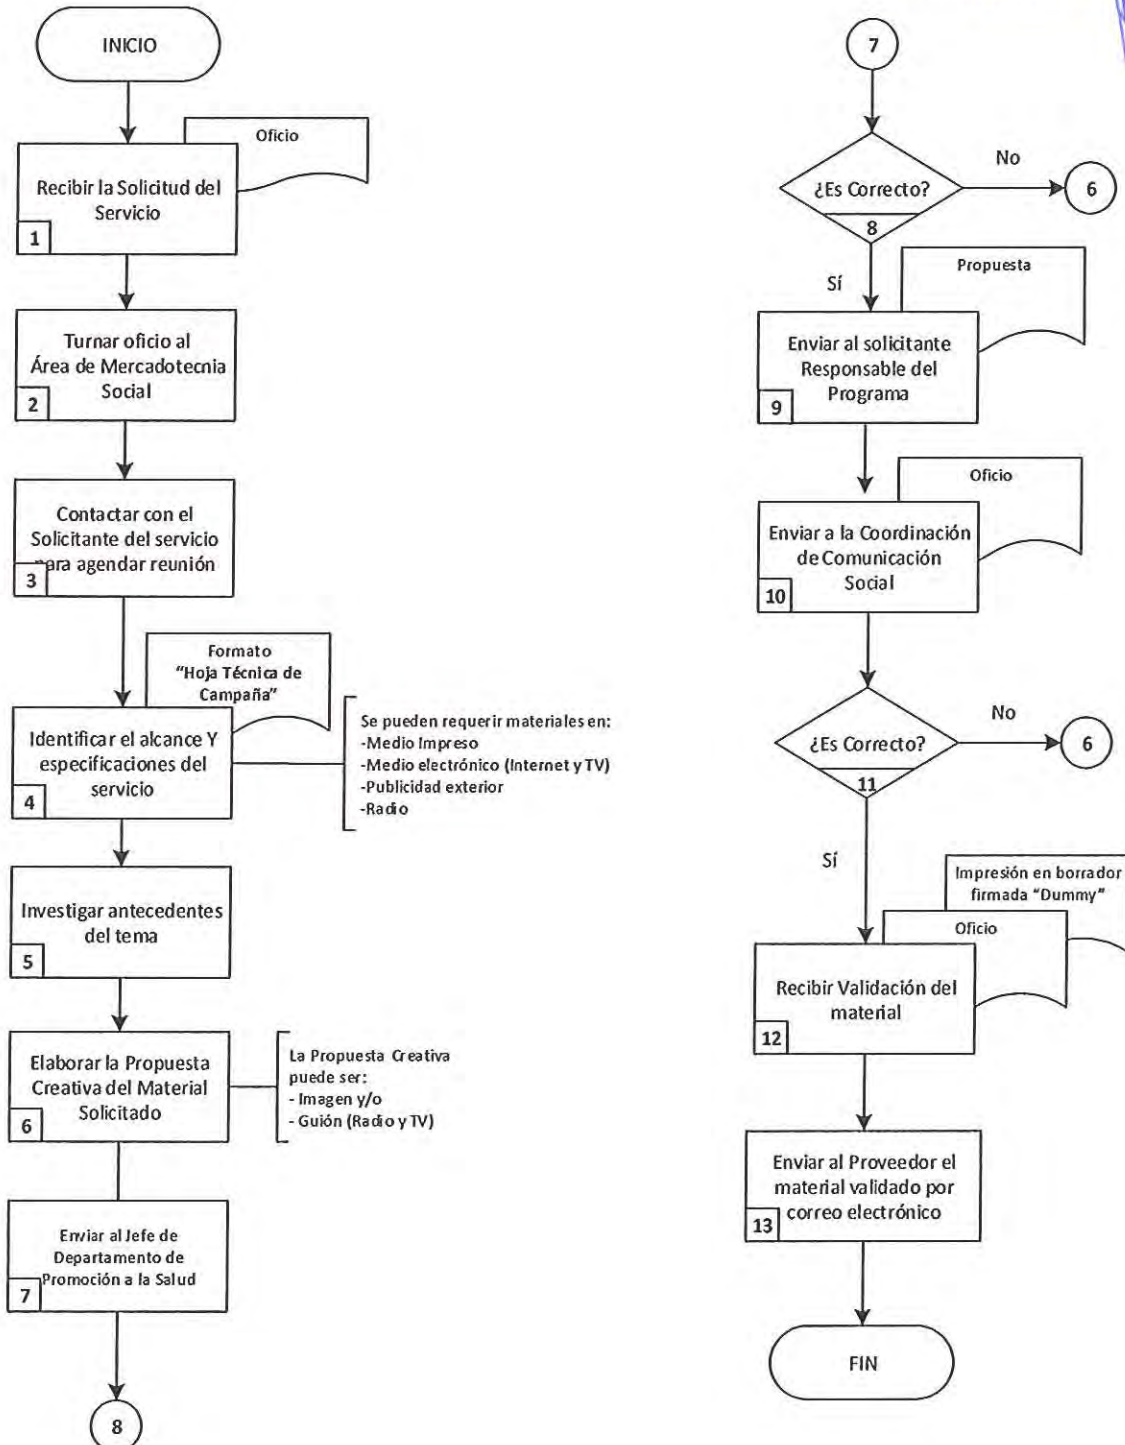 INICIO
Oficio
Recibir la Solicitud del
Servicio
1
Turnar oficio al
Área de Mercadotecnia
Social
2
Contactar con el
Solicitante del servicio
para agendar reunión
3
Formato
“Hoja Técnica de
Campaña”
Identificar el alcance Y
especificaciones del
servicio
4
Se pueden requerir materiales en:
-Medio Impreso
-Medio electrónico (Internet y TV)
-Publicidad exterior
-Radio
Investigar antecedentes
del tema
5
Elaborar la Propuesta
Creativa del Material
Solicitado
6
La Propuesta Creativa
puede ser:
- Imagen y/o
- Guión (Radio y TV)
Enviar al Jefe de
Departamento de
Promoción a la Salud
7
8
7
¿Es Correcto?
8
No
6
Sí
Propuesta
Enviar al solicitante
Responsable del
Programa
9
Oficio
Enviar a la Coordinación
de Comunicación
Social
10
¿Es Correcto?
11
No
6
Sí
Impresión en borrador
firmada “Dummy”
Oficio
Recibir Validación del
material
12
Enviar al Proveedor el
material validado por
correo electrónico
13
FIN